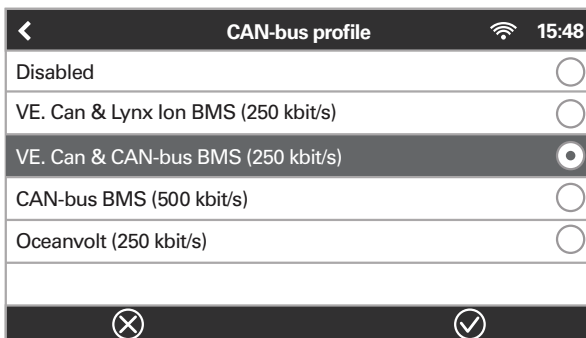 CAN-bus profile 15:48
Disabled
VE. Can & Lynx Ion BMS (250 kbit/s)
VE. Can & CAN-bus BMS (250 kbit/s)
CAN-bus BMS (500 kbit/s)
Oceanvolt (250 kbit/s)